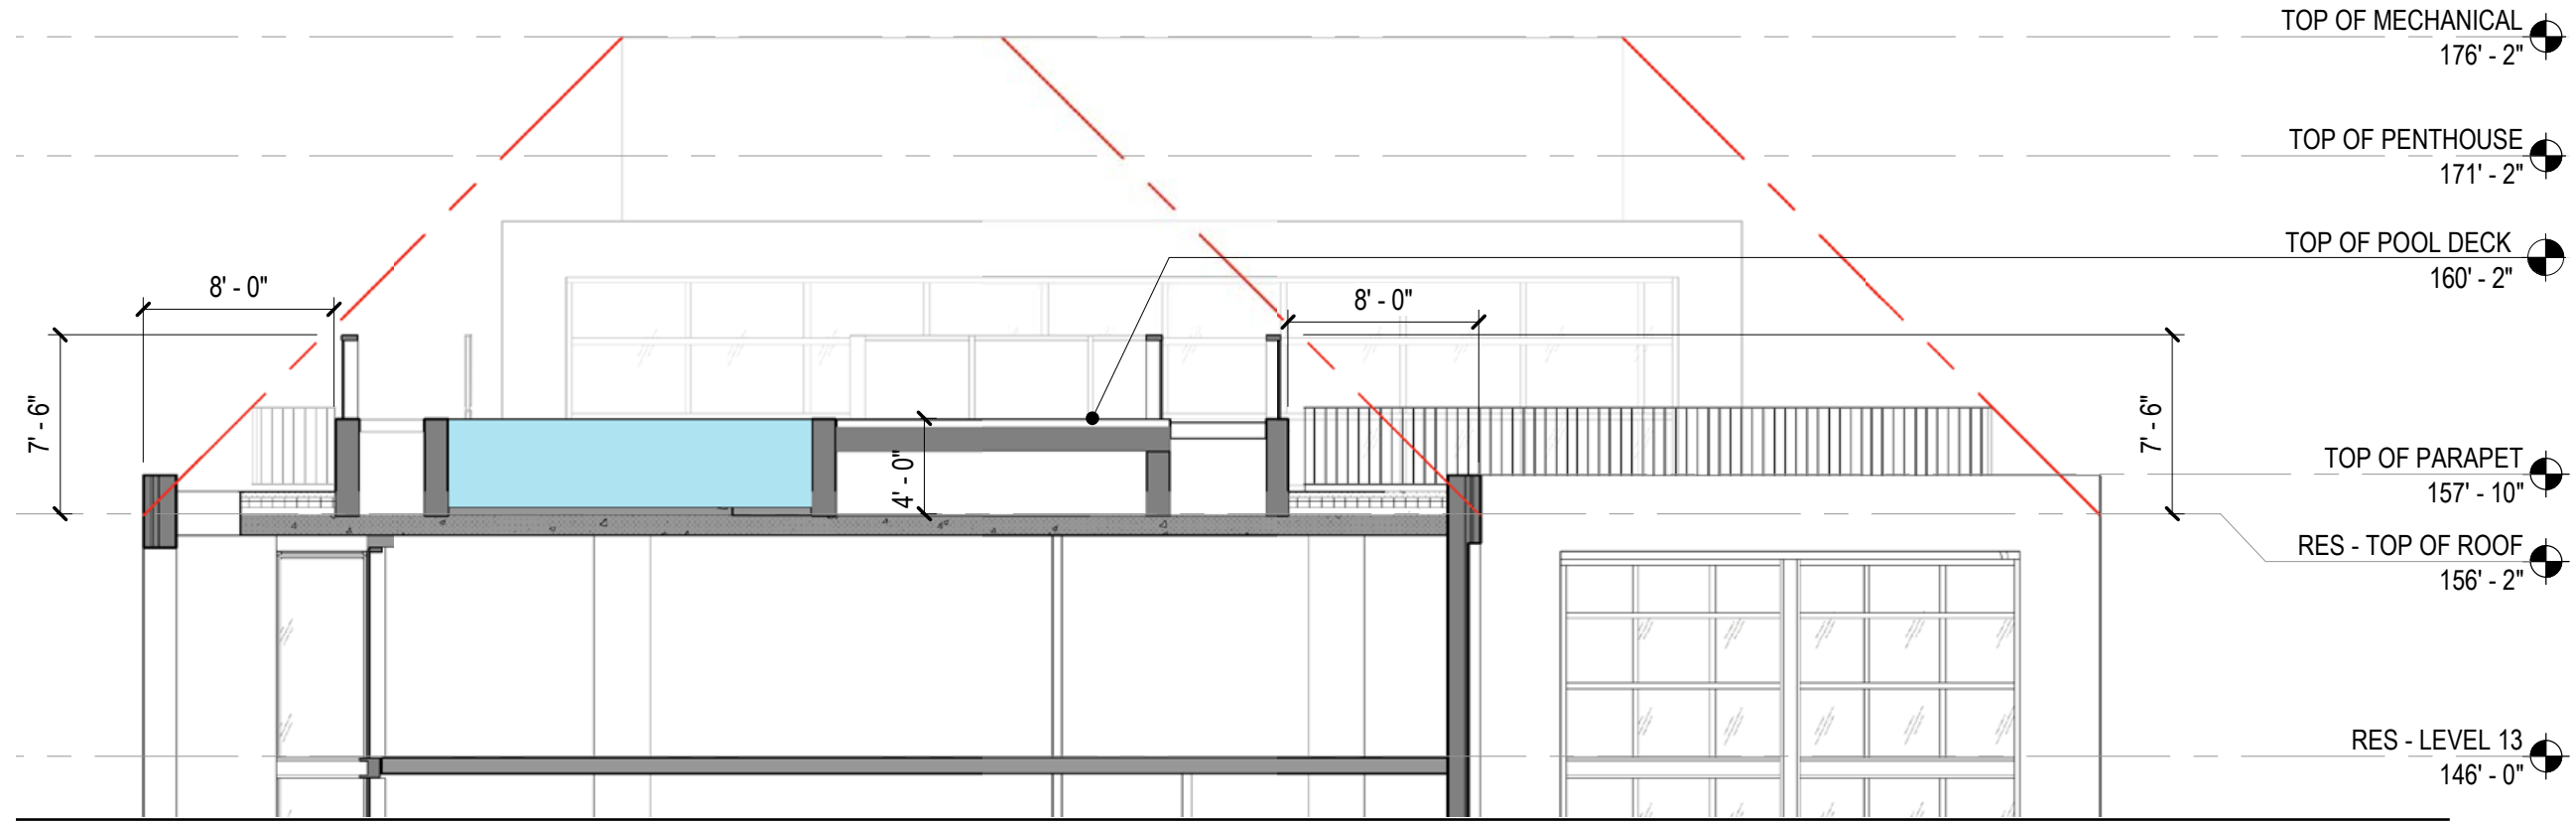 TOP OF MECHANICAL
176' - 2"
TOP OF PENTHOUSE
171' - 2"
TOP OF POOL DECK
160' - 2"
8' - 0"
8' - 0"
7' - 6"
7' - 6"
4' - 0"
TOP OF PARAPET
157' - 10"
RES - TOP OF ROOF
156' - 2"
RES - LEVEL 13
146' - 0"